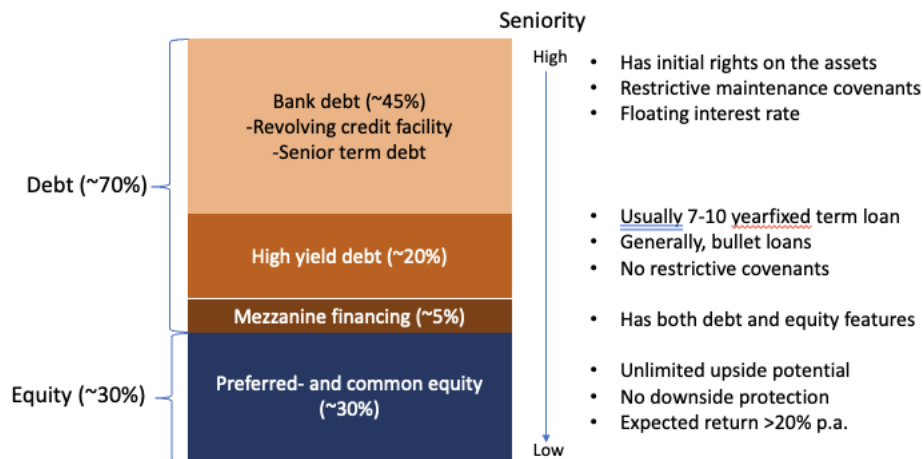 Seniority
High
Bank debt (~45%)
-Revolving credit facility
-Senior term debt
• Has initial rights on the assets
• Restrictive maintenance covenants
• Floating interest rate
Debt (~70%)
High yield debt (~20%)
• Usually 7-10 yearfixed term loan
• Generally, bullet loans
• No restrictive covenants
Mezzanine financing (~5%)
• Has both debt and equity features
Equity (~30%)
Preferred- and common equity
(~30%)
• Unlimited upside potential
• No downside protection
• Expected return >20% p.a.
Low